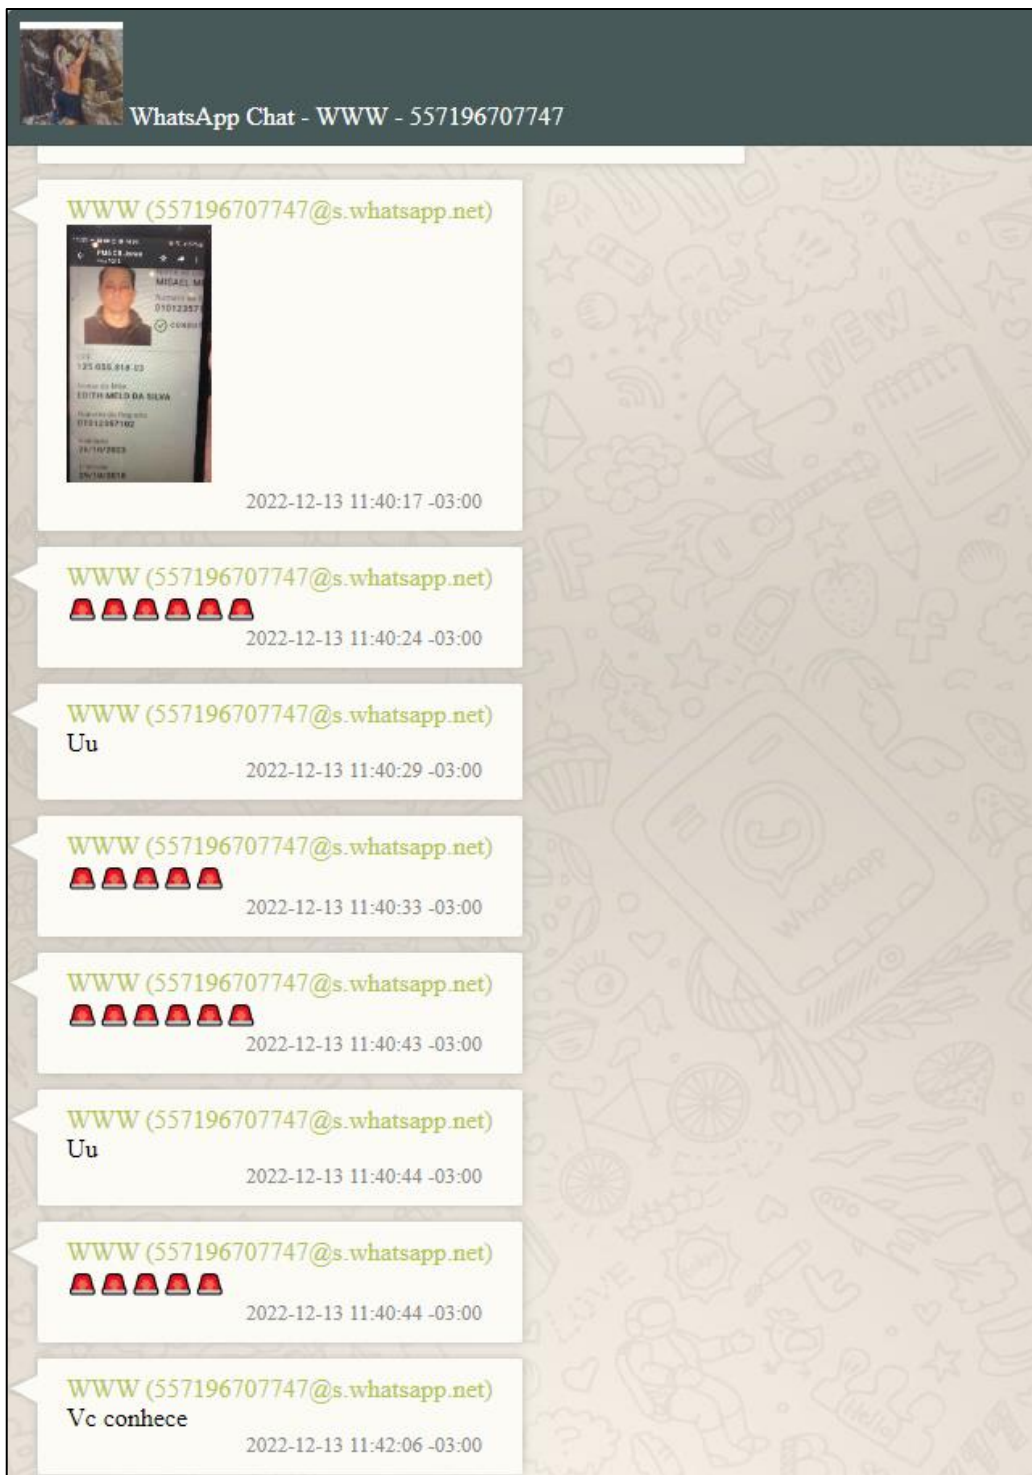 WhatsApp Chat - WWW - 557196707747
WWW (557196707747@s.whatsapp.net)
MISAEL
EDITH MELO DA SILVA
2022-12-13 11:40:17 -03:00
WWW (557196707747@s.whatsapp.net)
🚨🚨🚨🚨🚨🚨
2022-12-13 11:40:24 -03:00
WWW (557196707747@s.whatsapp.net)
Uu
2022-12-13 11:40:29 -03:00
WWW (557196707747@s.whatsapp.net)
🚨🚨🚨🚨🚨
2022-12-13 11:40:33 -03:00
WWW (557196707747@s.whatsapp.net)
🚨🚨🚨🚨🚨🚨
2022-12-13 11:40:43 -03:00
WWW (557196707747@s.whatsapp.net)
Uu
2022-12-13 11:40:44 -03:00
WWW (557196707747@s.whatsapp.net)
🚨🚨🚨🚨🚨
2022-12-13 11:40:44 -03:00
WWW (557196707747@s.whatsapp.net)
Vc conhece
2022-12-13 11:42:06 -03:00